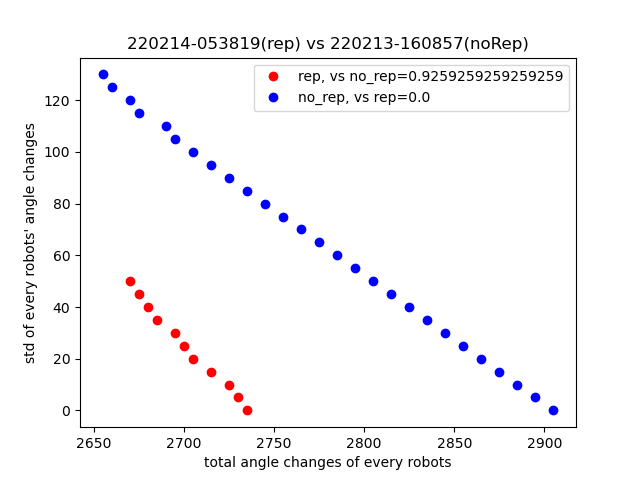 220214-053819(rep) vs 220213-160857(noRep)
rep, vs no_rep=0.9259259259259259
no_rep, vs rep=0.0
std of every robots' angle changes
120
100
80
60
40
20
0
2650 2700 2750 2800 2850 2900
total angle changes of every robots